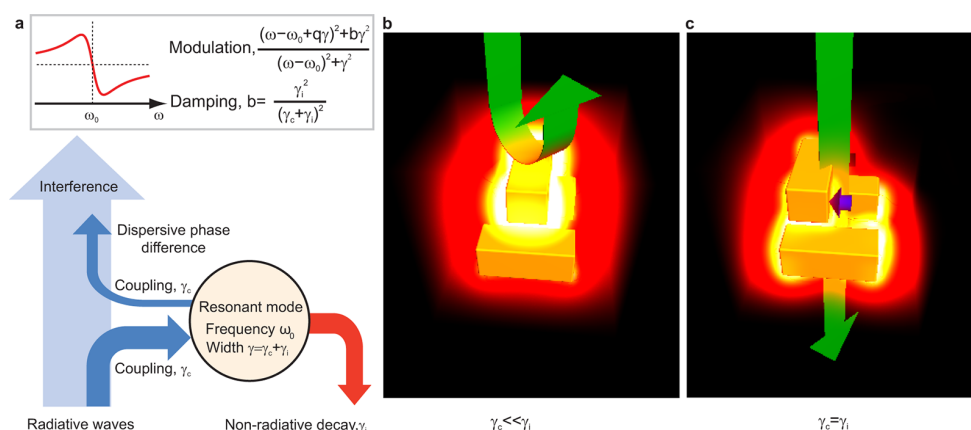 a
Modulation, (ω−ω₀+qγ)²+bγ² / (ω−ω₀)²+γ²
Damping, b= γᵢ² / (γc+γᵢ)²
ω₀
ω
Interference
Dispersive phase
difference
Coupling, γc
Resonant mode
Frequency ω₀
Width γ=γc+γᵢ
Coupling, γc
Radiative waves
Non-radiative decay,γᵢ
b
γc<<γᵢ
c
γc=γᵢ